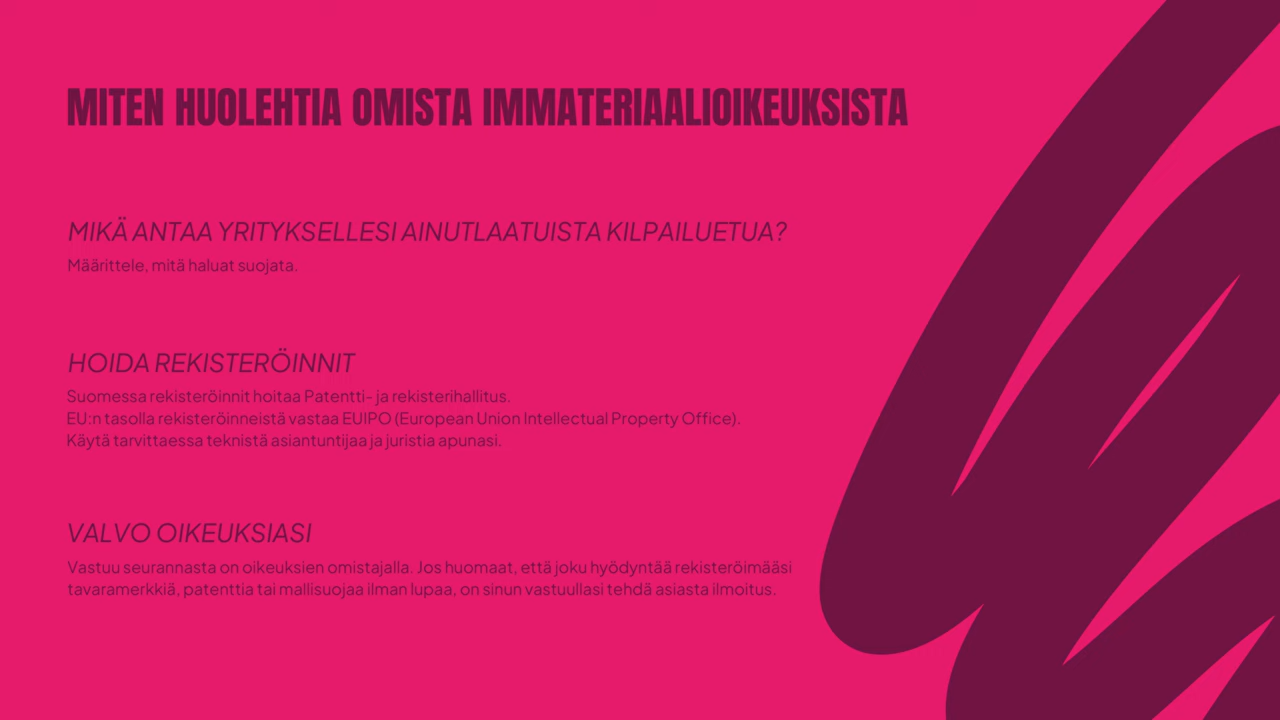 MITEN HUOLEHTIA OMISTA IMMATERIAALIOIKEUKSISTA
MIKÄ ANTAA YRITYKSELLESI AINUTLAATUISTA KILPAILUETUA?
Määrittele, mitä haluat suojata.
HOIDA REKISTERÖINNIT
Suomessa rekisteröinnit hoitaa Patentti- ja rekisterihallitus.
EU:n tasolla rekisteröinneistä vastaa EUIPO (European Union Intellectual Property Office).
Käytä tarvittaessa teknistä asiantuntijaa ja juristia apunasi.
VALVO OIKEUKSIASI
Vastuu seurannasta on oikeuksien omistajalla. Jos huomaat, että joku hyödyntää rekisteröimääsi
tavaramerkkiä, patenttia tai mallisuojaa ilman lupaa, on sinun vastuullasi tehdä asiasta ilmoitus.